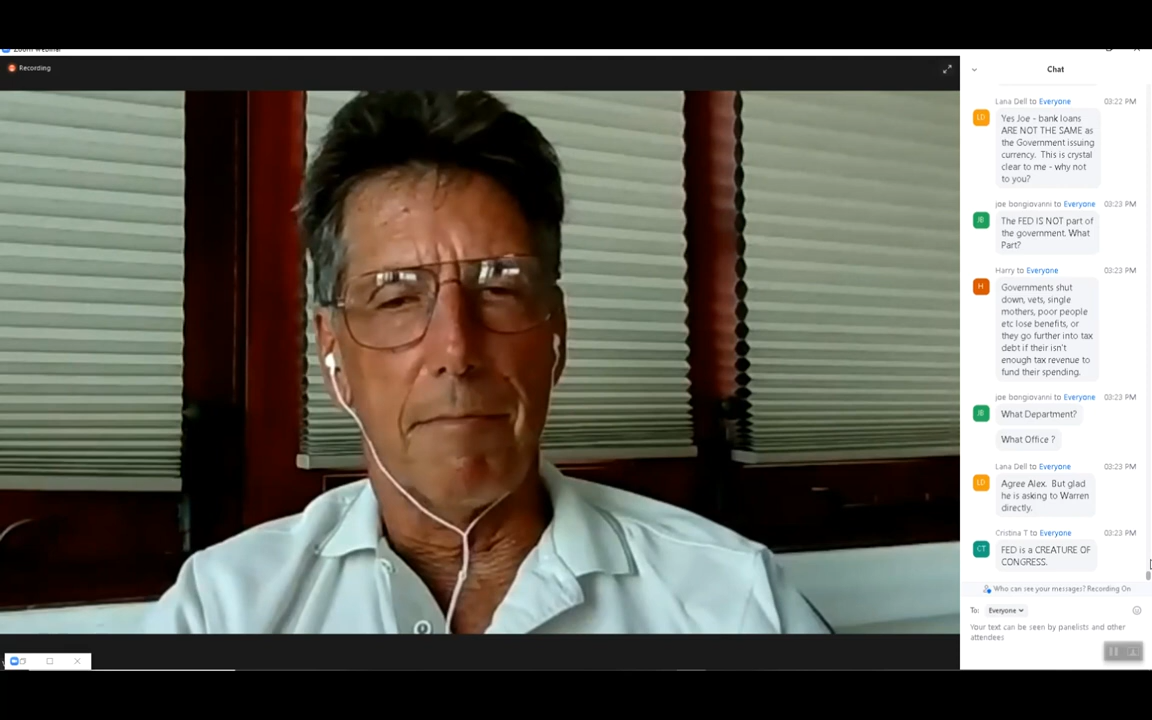 Zoom Webinar
Recording
Chat
Lana Dell to Everyone 03:22 PM
LD
Yes Joe - bank loans
ARE NOT THE SAME as
the Government issuing
currency. This is crystal
clear to me - why not
to you?
joe bongiovanni to Everyone 03:23 PM
JB
The FED IS NOT part of
the government. What
Part?
Harry to Everyone 03:23 PM
H
Governments shut
down, vets, single
mothers, poor people
etc lose benefits, or
they go further into tax
debt if their isn't
enough tax revenue to
fund their spending.
joe bongiovanni to Everyone 03:23 PM
JB
What Department?
What Office ?
Lana Dell to Everyone 03:23 PM
LD
Agree Alex. But glad
he is asking to Warren
directly.
Cristina T to Everyone 03:23 PM
CT
FED is a CREATURE OF
CONGRESS.
Who can see your messages? Recording On
To: Everyone
Your text can be seen by panelists and other
attendees